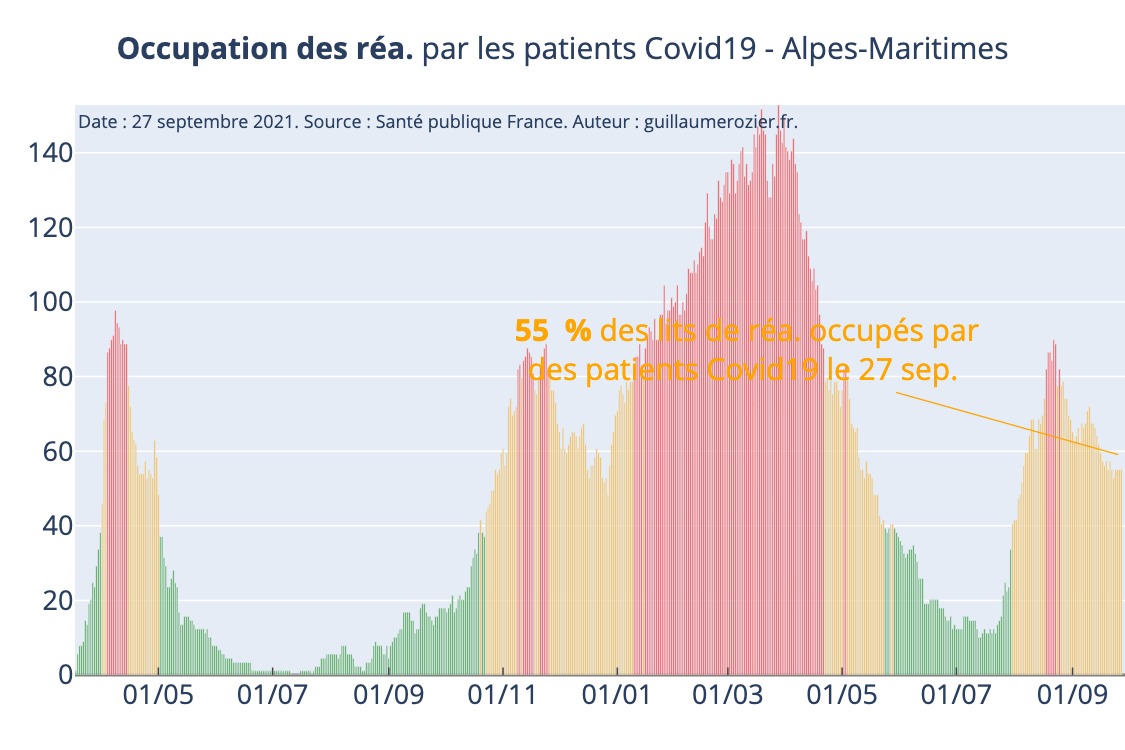 Occupation des réa. par les patients Covid19 - Alpes-Maritimes
Date : 27 septembre 2021. Source : Santé publique France. Auteur : guillaumerozier.fr.
140
120
100
80
60
40
20
0
55 % des lits de réa. occupés par
des patients Covid19 le 27 sep.
01/05 01/07 01/09 01/11 01/01 01/03 01/05 01/07 01/09